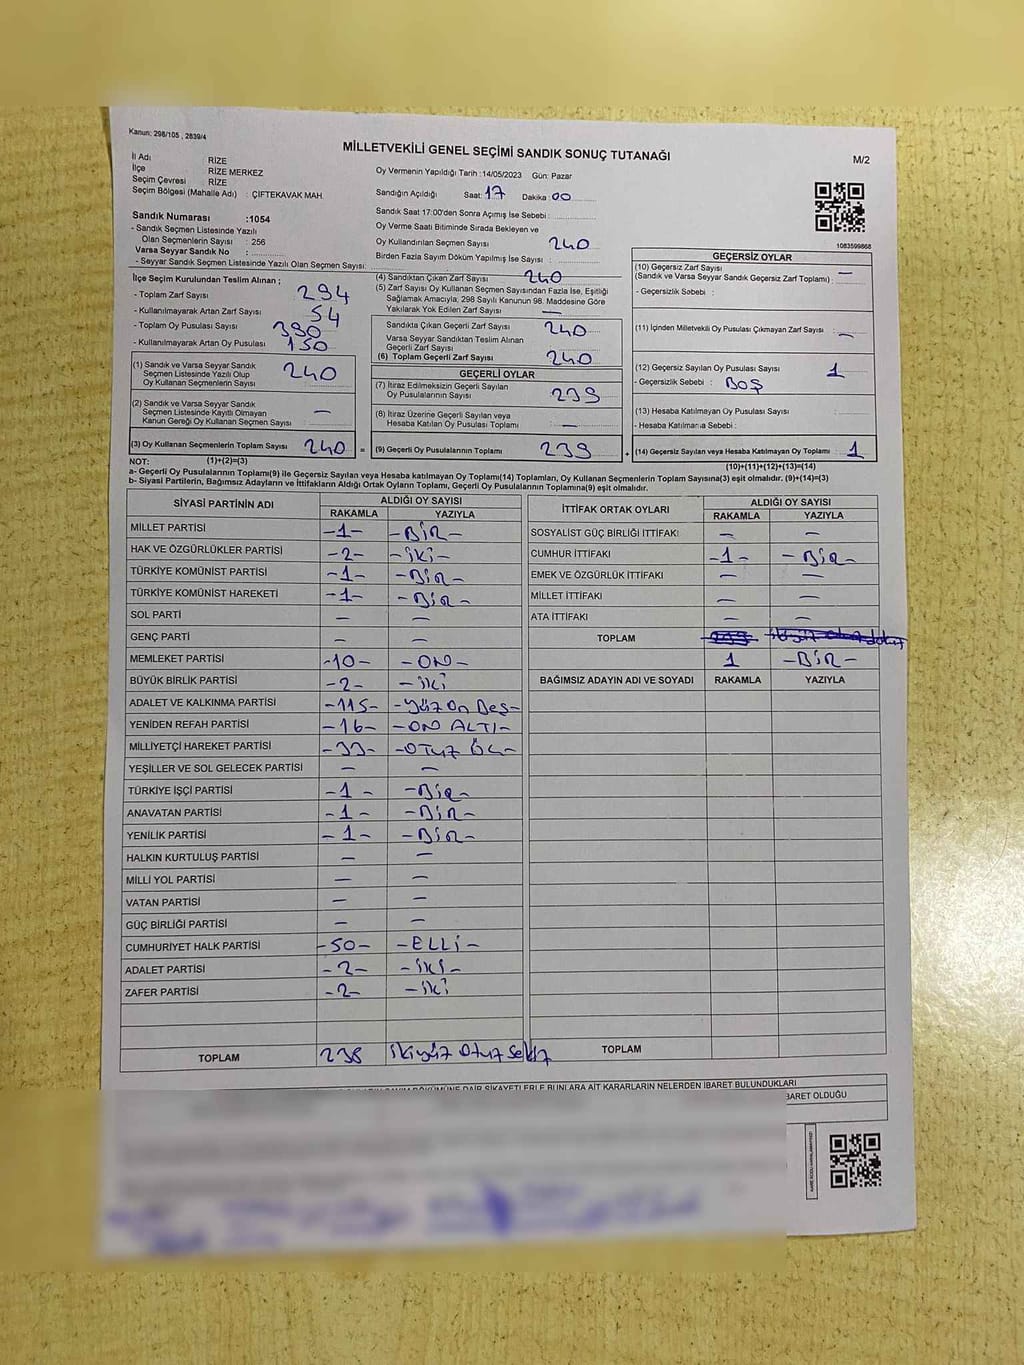 Kanun: 298/105 , 2839/4
MİLLETVEKİLİ GENEL SEÇİMİ SANDIK SONUÇ TUTANAĞI
M/2
İl Adı RİZE
İlçe RİZE MERKEZ
Seçim Çevresi RİZE
Seçim Bölgesi (Mahalle Adı) : ÇİFTEKAVAK MAH.
Sandık Numarası :1054
- Sandık Seçmen Listesinde Yazılı
Olan Seçmenlerin Sayısı : 256
Varsa Seyyar Sandık No :
- Seyyar Sandık Seçmen Listesinde Yazılı Olan Seçmen Sayısı:
İlçe Seçim Kurulundan Teslim Alınan ;
- Toplam Zarf Sayısı 294
- Kullanılmayarak Artan Zarf Sayısı 54
- Toplam Oy Pusulası Sayısı 390
- Kullanılmayarak Artan Oy Pusulası 150
(1) Sandık ve Varsa Seyyar Sandık
Seçmen Listesinde Yazılı Olup
Oy Kullanan Seçmenlerin Sayısı 240
(2) Sandık ve Varsa Seyyar Sandık
Seçmen Listesinde Kayıtlı Olmayan
Kanun Gereği Oy Kullanan Seçmen Sayısı —
(3) Oy Kullanan Seçmenlerin Toplam Sayısı 240 =
(1)+(2)=(3)
Oy Vermenin Yapıldığı Tarih :14/05/2023 Gün: Pazar
Sandığın Açıldığı Saat: 17 Dakika: 00
Sandık Saat 17:00'den Sonra Açımış İse Sebebi :
Oy Verme Saati Bitiminde Sırada Bekleyen ve
Oy Kullandırılan Seçmen Sayısı 240
Birden Fazla Sayım Döküm Yapılmış İse Sayısı :
(4) Sandıktan Çıkan Zarf Sayısı 240
(5) Zarf Sayısı Oy Kullanan Seçmen Sayısından Fazla İse, Eşitliği
Sağlamak Amacıyla, 298 Sayılı Kanunun 98. Maddesine Göre
Yakılarak Yok Edilen Zarf Sayısı —
Sandıkta Çıkan Geçerli Zarf Sayısı 240
Varsa Seyyar Sandıktan Teslim Alınan
Geçerli Zarf Sayısı
(6) Toplam Geçerli Zarf Sayısı 240
GEÇERLİ OYLAR
(7) İtiraz Edilmeksizin Geçerli Sayılan
Oy Pusulalarının Sayısı 239
(8) İtiraz Üzerine Geçerli Sayılan veya
Hesaba Katılan Oy Pusulası Toplamı —
(9) Geçerli Oy Pusulalarının Toplamı 239 +
GEÇERSİZ OYLAR
1083599868
(10) Geçersiz Zarf Sayısı
(Sandık ve Varsa Seyyar Sandık Geçersiz Zarf Toplamı) : —
- Geçersizlik Sebebi :
(11) İçinden Milletvekili Oy Pusulası Çıkmayan Zarf Sayısı : —
(12) Geçersiz Sayılan Oy Pusulası Sayısı 1
- Geçersizlik Sebebi : BOŞ
(13) Hesaba Katılmayan Oy Pusulası Sayısı :
- Hesaba Katılmama Sebebi :
(14) Geçersiz Sayılan veya Hesaba Katılmayan Oy Toplamı : 1
(10)+(11)+(12)+(13)=(14)
NOT:
a- Geçerli Oy Pusulalarının Toplamı(9) ile Geçersiz Sayılan veya Hesaba katılmayan Oy Toplamı(14) Toplamları, Oy Kullanan Seçmenlerin Toplam Sayısına(3) eşit olmalıdır. (9)+(14)=(3)
b- Siyasi Partilerin, Bağımsız Adayların ve İttifakların Aldığı Ortak Oyların Toplamı, Geçerli Oy Pusulalarının Toplamına(9) eşit olmalıdır.
SİYASİ PARTİNİN ADI ALDIĞI OY SAYISI
RAKAMLA YAZIYLA
MİLLET PARTİSİ -1- -BİR-
HAK VE ÖZGÜRLÜKLER PARTİSİ -2- -İKİ-
TÜRKİYE KOMÜNİST PARTİSİ -1- -BİR-
TÜRKİYE KOMÜNİST HAREKETİ -1- -BİR-
SOL PARTİ — —
GENÇ PARTİ — —
MEMLEKET PARTİSİ -10- -ON-
BÜYÜK BİRLİK PARTİSİ -2- -İKİ
ADALET VE KALKINMA PARTİSİ -115- -yüz On Beş-
YENİDEN REFAH PARTİSİ -16- -ON ALTI-
MİLLİYETÇİ HAREKET PARTİSİ -33- -OTUZ ÜÇ-
YEŞİLLER VE SOL GELECEK PARTİSİ — —
TÜRKİYE İŞÇİ PARTİSİ -1- -BİR-
ANAVATAN PARTİSİ -1- -BİR-
YENİLİK PARTİSİ -1- -BİR-
HALKIN KURTULUŞ PARTİSİ — —
MİLLİ YOL PARTİSİ — —
VATAN PARTİSİ — —
GÜÇ BİRLİĞİ PARTİSİ — —
CUMHURİYET HALK PARTİSİ -50- -ELLİ-
ADALET PARTİSİ -2- -İKİ-
ZAFER PARTİSİ -2- -İKİ
TOPLAM 238 İkiyüz Otuz Sekiz
İTTİFAK ORTAK OYLARI ALDIĞI OY SAYISI
RAKAMLA YAZIYLA
SOSYALİST GÜÇ BİRLİĞİ İTTİFAKI — —
CUMHUR İTTİFAKI -1- -BİR-
EMEK VE ÖZGÜRLÜK İTTİFAKI — —
MİLLET İTTİFAKI — —
ATA İTTİFAKI — —
TOPLAM
1 -BİR-
BAĞIMSIZ ADAYIN ADI VE SOYADI RAKAMLA YAZIYLA
TOPLAM
DAİR ŞİKAYETLERLE BUNLARA AİT KARARLARIN NELERDEN İBARET BULUNDUKLARI
BARET OLDUĞU